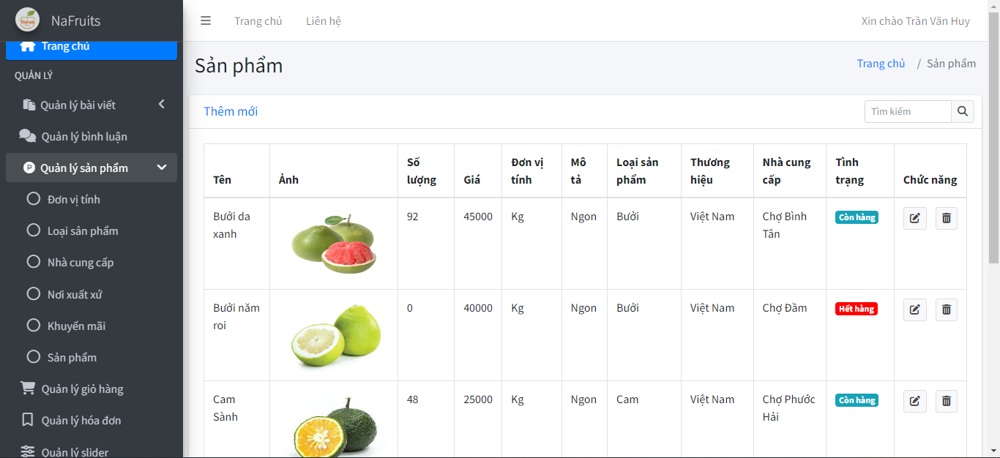 NaFruits
Trang chủ
Liên hệ
Xin chào Trần Văn Huy
Trang chủ
QUẢN LÝ
Quản lý bài viết
Quản lý bình luận
Quản lý sản phẩm
Đơn vị tính
Loại sản phẩm
Nhà cung cấp
Nơi xuất xứ
Khuyến mãi
Sản phẩm
Quản lý giỏ hàng
Quản lý hóa đơn
Quản lý slider
Sản phẩm
Trang chủ / Sản phẩm
Thêm mới
Tìm kiếm
Tên Ảnh Số lượng Giá Đơn vị tính Mô tả Loại sản phẩm Thương hiệu Nhà cung cấp Tình trạng Chức năng
Bưởi da xanh 92 45000 Kg Ngon Bưởi Việt Nam Chợ Bình Tân Còn hàng
Bưởi năm roi 0 40000 Kg Ngon Bưởi Việt Nam Chợ Đầm Hết hàng
Cam Sành 48 25000 Kg Ngon Cam Việt Nam Chợ Phước Hải Còn hàng